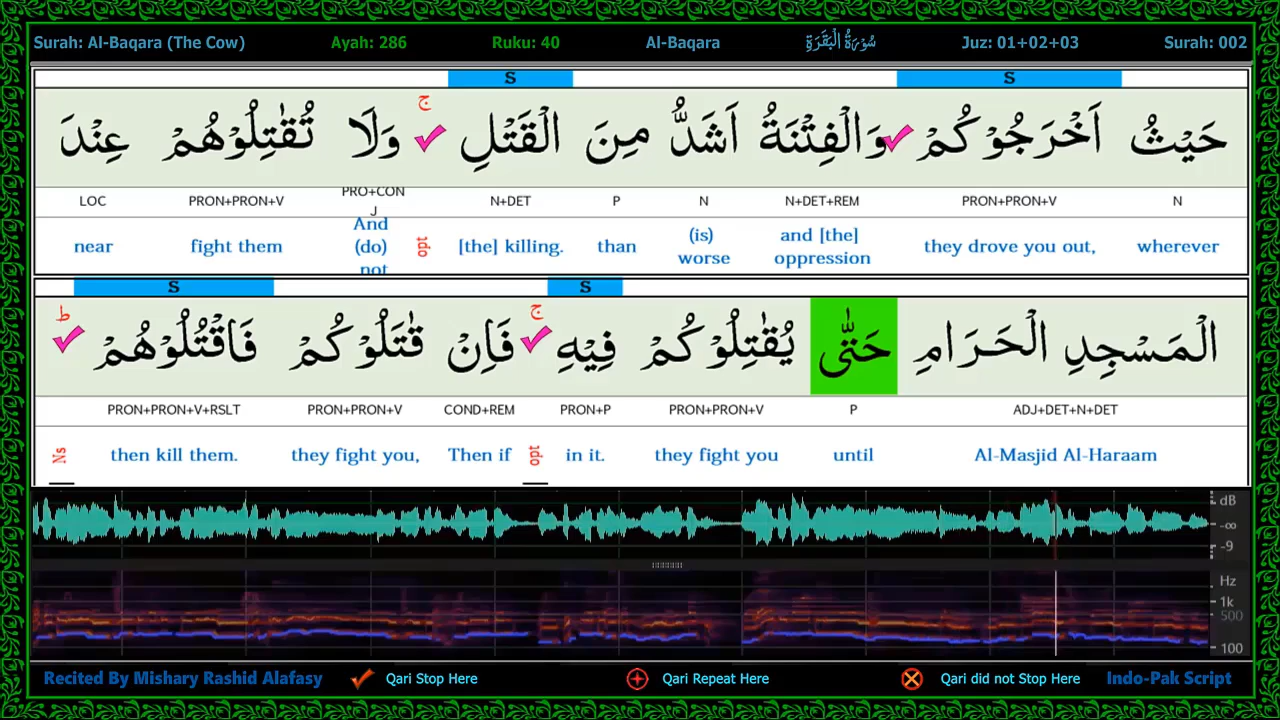 Surah: Al-Baqara (The Cow) Ayah: 286 Ruku: 40 Al-Baqara سُوْرَةُ الْبَقَرَةِ Juz: 01+02+03 Surah: 002
S S
حَيْثُ اَخْرَجُوْكُمْ وَالْفِتْنَةُ اَشَدُّ مِنَ الْقَتْلِ ۚ وَلَا تُقٰتِلُوْهُمْ عِنْدَ
LOC PRON+PRON+V PRO+CONJ N+DET P N N+DET+REM PRON+PRON+V N
near fight them And (do) not opt [the] killing. than (is) worse and [the] oppression they drove you out, wherever
S S
الْمَسْجِدِ الْحَرَامِ حَتّٰى يُقٰتِلُوْكُمْ فِيْهِ ۚ فَاِنْ قٰتَلُوْكُمْ فَاقْتُلُوْهُمْ ؕ
PRON+PRON+V+RSLT PRON+PRON+V COND+REM PRON+P PRON+PRON+V P ADJ+DET+N+DET
Ns then kill them. they fight you, Then if opt in it. they fight you until Al-Masjid Al-Haraam
dB
-∞
-9
Hz
1k
500
100
Recited By Mishary Rashid Alafasy Qari Stop Here Qari Repeat Here Qari did not Stop Here Indo-Pak Script